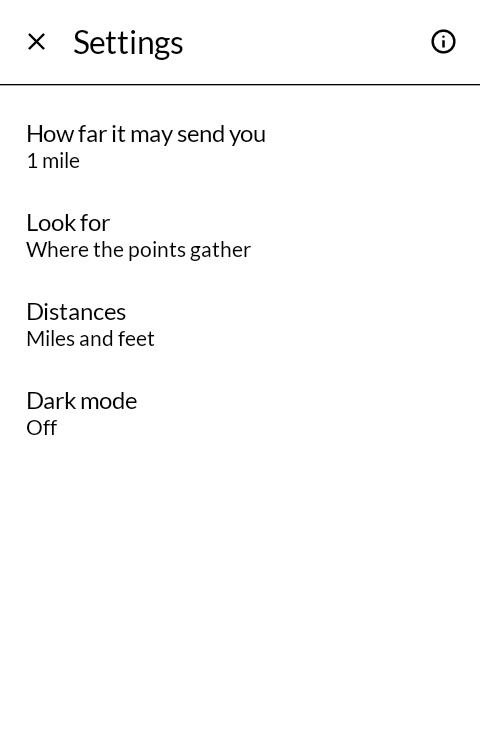 Settings
How far it may send you
1 mile
Look for
Where the points gather
Distances
Miles and feet
Dark mode
Off